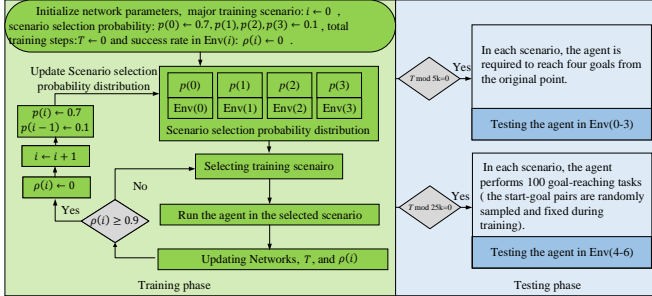 Initialize network parameters, major training scenario: i ← 0 ,
scenario selection probability: p(0) ← 0.7, p(1), p(2), p(3) ← 0.1 , total
training steps:T ← 0 and success rate in Env(i): ρ(i) ← 0 .
Update Scenario selection
probability distribution
p(0) p(1) p(2) p(3)
Env(0) Env(1) Env(2) Env(3)
Scenario selection probability distribution
p(i) ← 0.7
p(i − 1) ← 0.1
i ← i + 1
ρ(i) ← 0
No
Yes
ρ(i) ≥ 0.9
Selecting training scenairo
Run the agent in the selected scenario
Updating Networks, T, and ρ(i)
Training phase
T mod 5k=0
Yes
In each scenario, the agent is
required to reach four goals from
the original point.
Testing the agent in Env(0-3)
T mod 25k=0
Yes
In each scenario, the agent
performs 100 goal-reaching tasks
( the start-goal pairs are randomly
sampled and fixed during
training).
Testing the agent in Env(4-6)
Testing phase